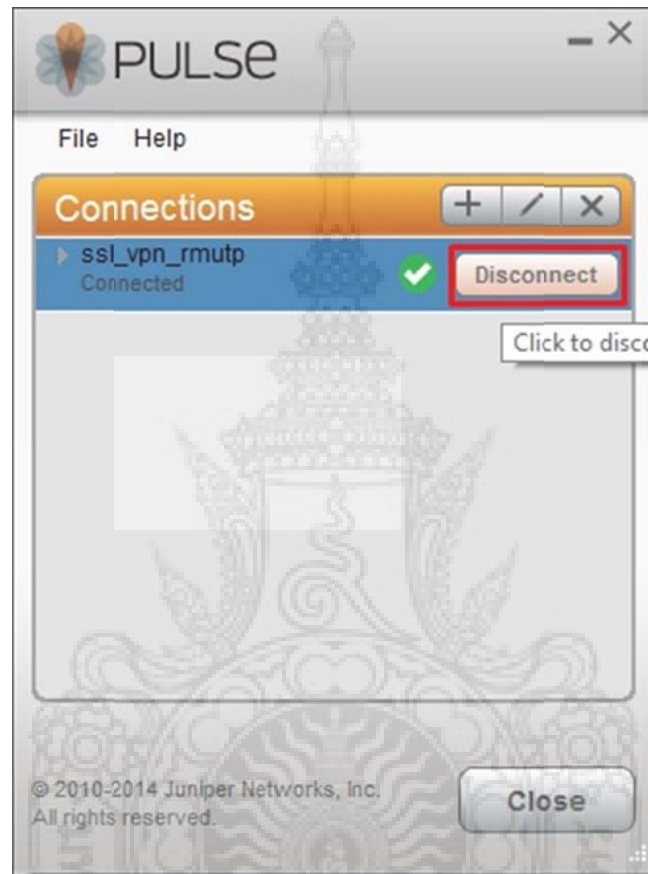 PULSE
File Help
Connections
ssl_vpn_rmutp
Connected
Disconnect
Click to disco
© 2010-2014 Juniper Networks, Inc.
All rights reserved.
Close